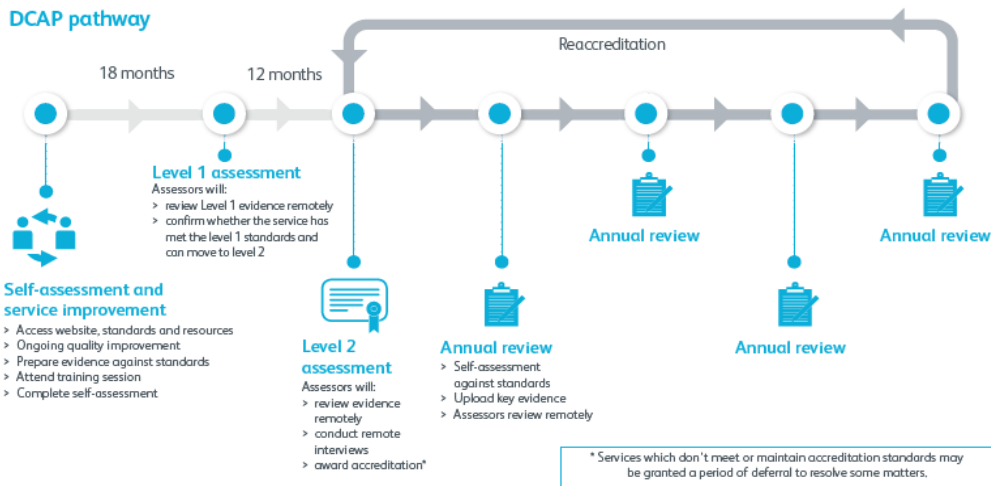 DCAP pathway
Reaccreditation
18 months
12 months
Level 1 assessment
Assessors will:
> review Level 1 evidence remotely
> confirm whether the service has
met the level 1 standards and
can move to level 2
Self-assessment and
service improvement
> Access website, standards and resources
> Ongoing quality improvement
> Prepare evidence against standards
> Attend training session
> Complete self-assessment
Level 2
assessment
Assessors will:
> review evidence
remotely
> conduct remote
interviews
> award accreditation*
Annual review
> Self-assessment
against standards
> Upload key evidence
> Assessors review remotely
Annual review
Annual review
Annual review
* Services which don't meet or maintain accreditation standards may
be granted a period of deferral to resolve some matters.